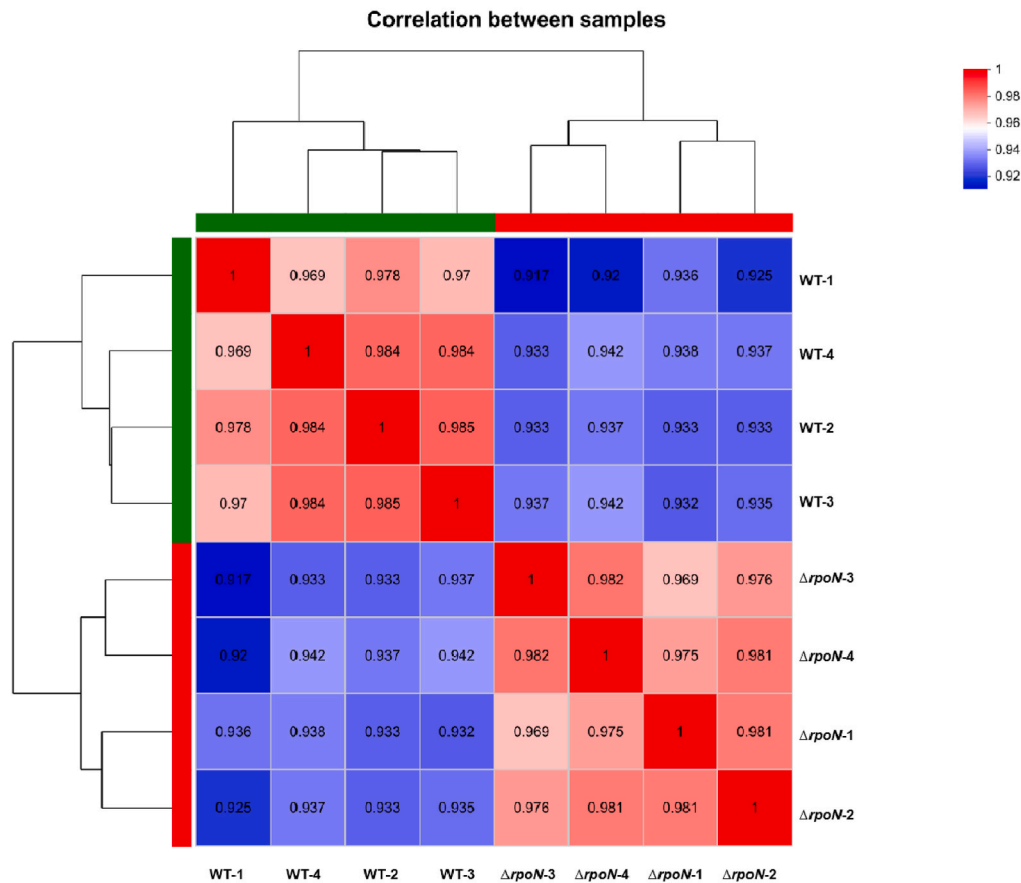 Correlation between samples
1
0.98
0.96
0.94
0.92
1 0.969 0.978 0.97 0.917 0.92 0.936 0.925 WT-1
0.969 1 0.984 0.984 0.933 0.942 0.938 0.937 WT-4
0.978 0.984 1 0.985 0.933 0.937 0.933 0.933 WT-2
0.97 0.984 0.985 1 0.937 0.942 0.932 0.935 WT-3
0.917 0.933 0.933 0.937 1 0.982 0.969 0.976 ΔrpoN-3
0.92 0.942 0.937 0.942 0.982 1 0.975 0.981 ΔrpoN-4
0.936 0.938 0.933 0.932 0.969 0.975 1 0.981 ΔrpoN-1
0.925 0.937 0.933 0.935 0.976 0.981 0.981 1 ΔrpoN-2
WT-1 WT-4 WT-2 WT-3 ΔrpoN-3 ΔrpoN-4 ΔrpoN-1 ΔrpoN-2